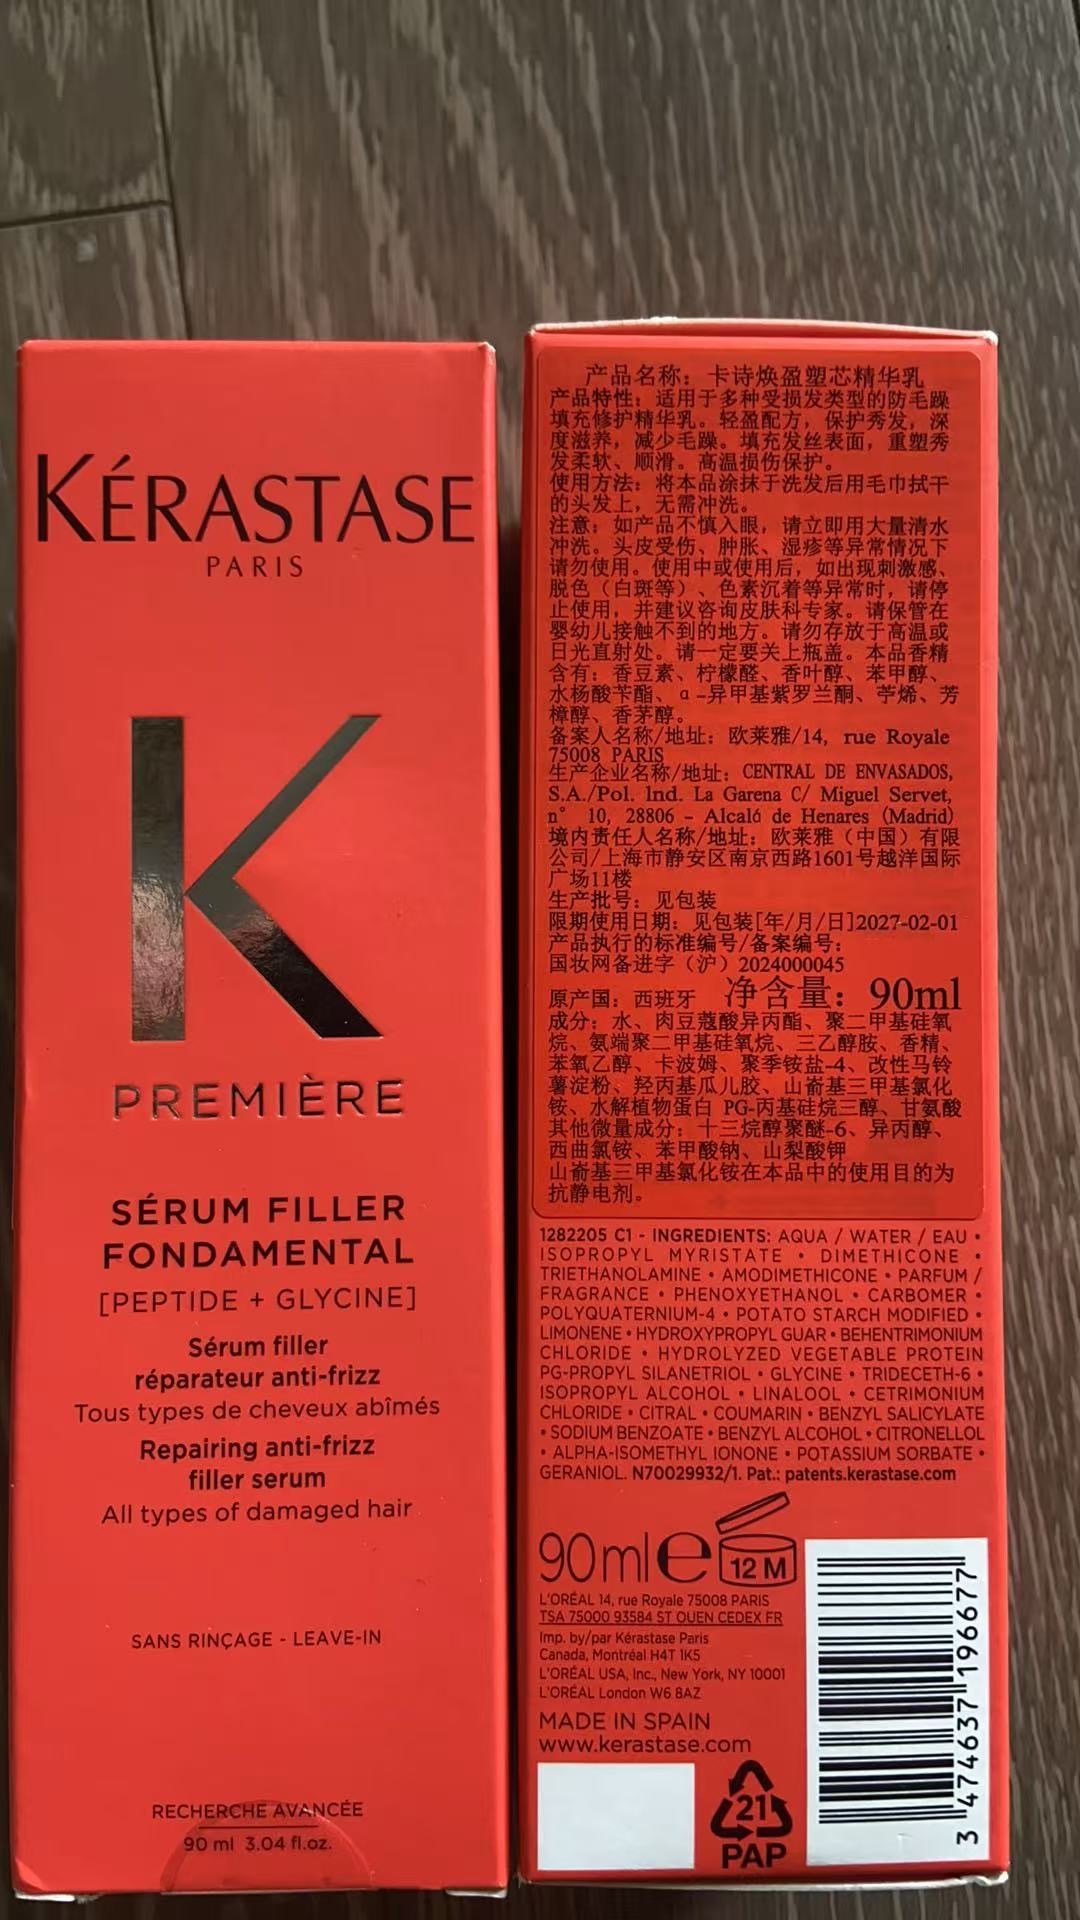 KÉRASTASE
PARIS
K
PREMIÈRE
SÉRUM FILLER
FONDAMENTAL
[PEPTIDE + GLYCINE]
Sérum filler
réparateur anti-frizz
Tous types de cheveux abîmés
Repairing anti-frizz
filler serum
All types of damaged hair
SANS RINÇAGE - LEAVE-IN
RECHERCHE AVANCÉE
90 ml 3.04 fl.oz.
产品名称：卡诗焕盈塑芯精华乳
产品特性：适用于多种受损发类型的防毛躁
填充修护精华乳。轻盈配方，保护秀发，深
度滋养，减少毛躁。填充发丝表面，重塑秀
发柔软、顺滑。高温损伤保护。
使用方法：将本品涂抹于洗发后用毛巾拭干
的头发上，无需冲洗。
注意：如产品不慎入眼，请立即用大量清水
冲洗。头皮受伤、肿胀、湿疹等异常情况下
请勿使用。使用中或使用后，如出现刺激感、
脱色（白斑等）、色素沉着等异常时，请停
止使用，并建议咨询皮肤科专家。请保管在
婴幼儿接触不到的地方。请勿存放于高温或
日光直射处。请一定要关上瓶盖。本品香精
含有：香豆素、柠檬醛、香叶醇、苯甲醇、
水杨酸苄酯、α-异甲基紫罗兰酮、苧烯、芳
樟醇、香茅醇。
备案人名称/地址：欧莱雅/14, rue Royale
75008 PARIS
生产企业名称/地址：CENTRAL DE ENVASADOS,
S.A./Pol. lnd. La Garena C/ Miguel Servet,
n° 10, 28806 - Alcalá de Henares (Madrid)
境内责任人名称/地址：欧莱雅（中国）有限
公司/上海市静安区南京西路1601号越洋国际
广场11楼
生产批号：见包装
限期使用日期：见包装[年/月/日]2027-02-01
产品执行的标准编号/备案编号：
国妆网备进字（沪）2024000045
原产国：西班牙 净含量：90ml
成分：水、肉豆蔻酸异丙酯、聚二甲基硅氧
烷、氨端聚二甲基硅氧烷、三乙醇胺、香精、
苯氧乙醇、卡波姆、聚季铵盐-4、改性马铃
薯淀粉、羟丙基瓜儿胶、山嵛基三甲基氯化
铵、水解植物蛋白 PG-丙基硅烷三醇、甘氨酸
其他微量成分：十三烷醇聚醚-6、异丙醇、
西曲氯铵、苯甲酸钠、山梨酸钾
山嵛基三甲基氯化铵在本品中的使用目的为
抗静电剂。
1282205 C1 - INGREDIENTS: AQUA / WATER / EAU •
ISOPROPYL MYRISTATE • DIMETHICONE •
TRIETHANOLAMINE • AMODIMETHICONE • PARFUM /
FRAGRANCE • PHENOXYETHANOL • CARBOMER •
POLYQUATERNIUM-4 • POTATO STARCH MODIFIED •
LIMONENE • HYDROXYPROPYL GUAR • BEHENTRIMONIUM
CHLORIDE • HYDROLYZED VEGETABLE PROTEIN
PG-PROPYL SILANETRIOL • GLYCINE • TRIDECETH-6 •
ISOPROPYL ALCOHOL • LINALOOL • CETRIMONIUM
CHLORIDE • CITRAL • COUMARIN • BENZYL SALICYLATE
• SODIUM BENZOATE • BENZYL ALCOHOL • CITRONELLOL
• ALPHA-ISOMETHYL IONONE • POTASSIUM SORBATE •
GERANIOL. N70029932/1. Pat.: patents.kerastase.com
90ml e 12 M
L'ORÉAL 14, rue Royale 75008 PARIS
TSA 75000 93584 ST OUEN CEDEX FR
Imp. by/par Kérastase Paris
Canada, Montréal H4T 1K5
L'ORÉAL USA, Inc., New York, NY 10001
L'ORÉAL London W6 8AZ
MADE IN SPAIN
www.kerastase.com
21
PAP
3 474637 196677